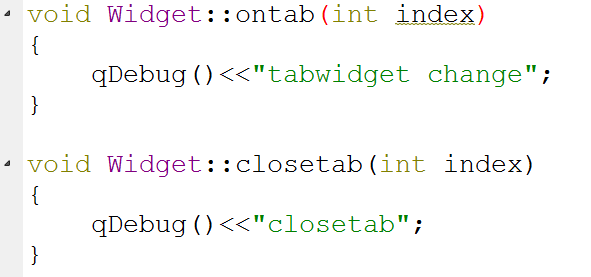 void Widget::ontab(int index)
{
    qDebug()<<"tabwidget change";
}

void Widget::closetab(int index)
{
    qDebug()<<"closetab";
}